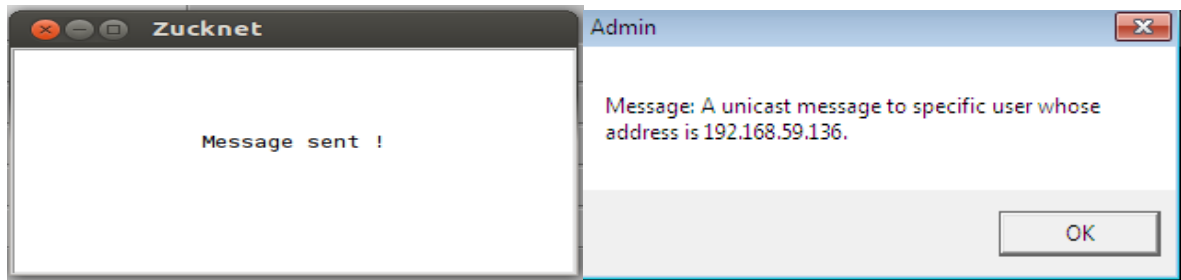 Zucknet
Message sent !
Admin
Message: A unicast message to specific user whose
address is 192.168.59.136.
OK